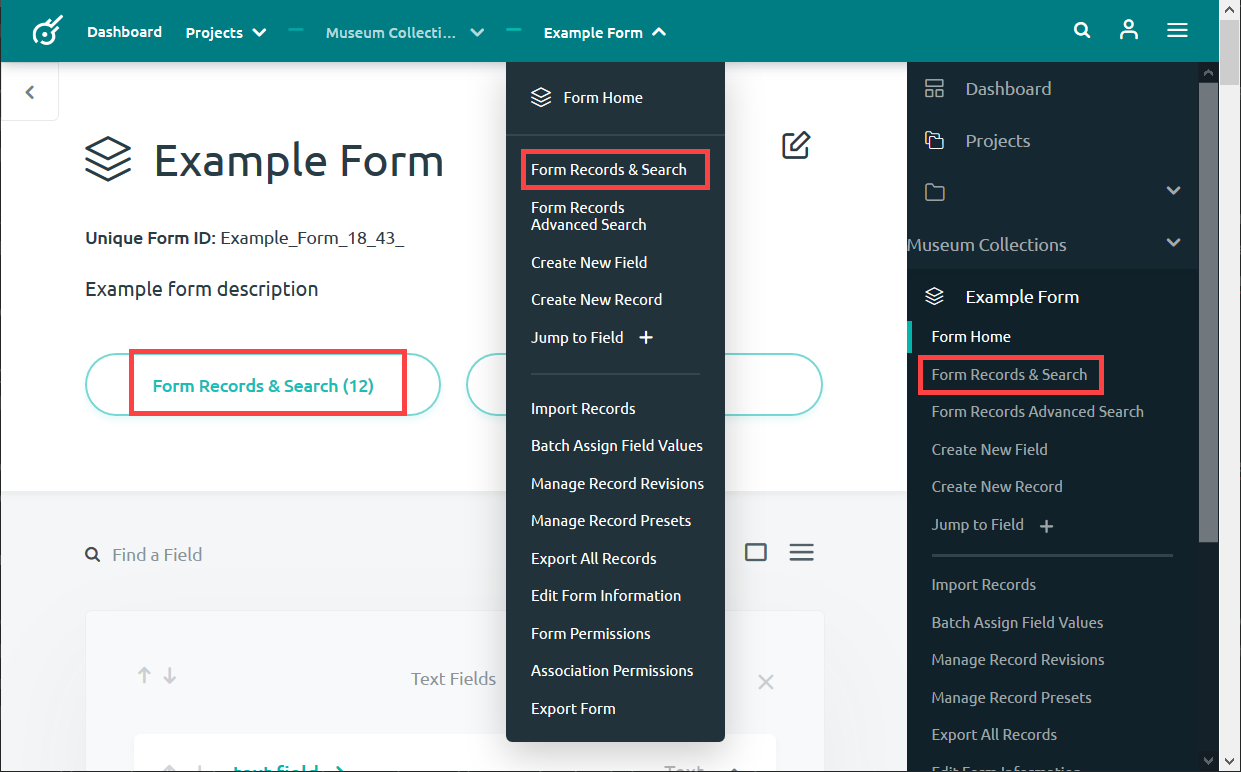 Dashboard Projects Museum Collecti... Example Form
Example Form
Unique Form ID: Example_Form_18_43_
Example form description
Form Records & Search (12)
Find a Field
Text Fields
text field
Text
Form Home
Form Records & Search
Form Records
Advanced Search
Create New Field
Create New Record
Jump to Field +
Import Records
Batch Assign Field Values
Manage Record Revisions
Manage Record Presets
Export All Records
Edit Form Information
Form Permissions
Association Permissions
Export Form
Dashboard
Projects
Museum Collections
Example Form
Form Home
Form Records & Search
Form Records Advanced Search
Create New Field
Create New Record
Jump to Field +
Import Records
Batch Assign Field Values
Manage Record Revisions
Manage Record Presets
Export All Records
Edit Form Information